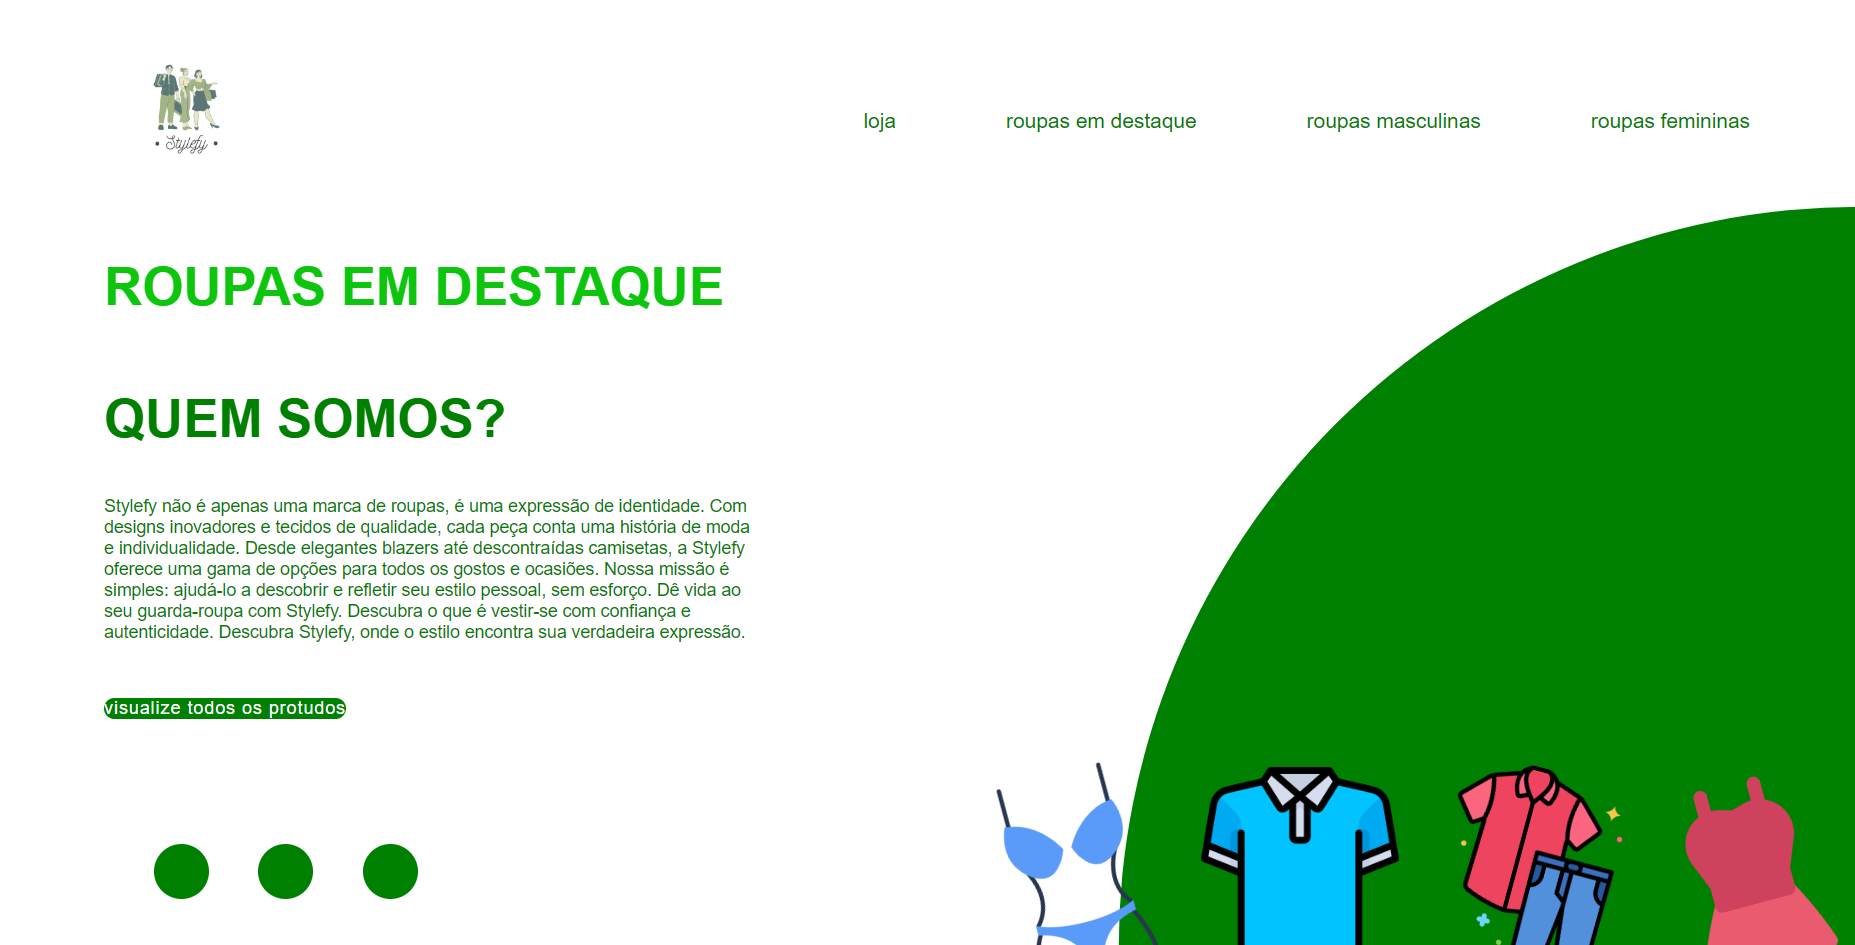 • Stylefy •
loja
roupas em destaque
roupas masculinas
roupas femininas
ROUPAS EM DESTAQUE
QUEM SOMOS?
Stylefy não é apenas uma marca de roupas, é uma expressão de identidade. Com
designs inovadores e tecidos de qualidade, cada peça conta uma história de moda
e individualidade. Desde elegantes blazers até descontraídas camisetas, a Stylefy
oferece uma gama de opções para todos os gostos e ocasiões. Nossa missão é
simples: ajudá-lo a descobrir e refletir seu estilo pessoal, sem esforço. Dê vida ao
seu guarda-roupa com Stylefy. Descubra o que é vestir-se com confiança e
autenticidade. Descubra Stylefy, onde o estilo encontra sua verdadeira expressão.
visualize todos os protudos